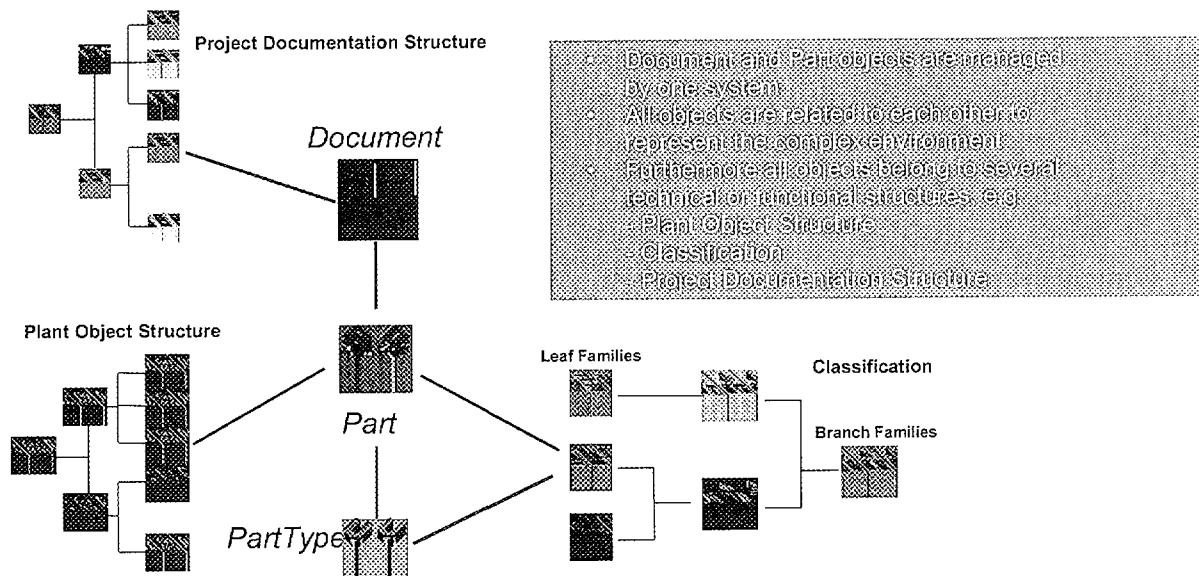 Project Documentation Structure
Document
• Document and Part objects are managed
by one system
• All objects are related to each other to
represent the complex environment
• Furthermore all objects belong to several
technical or functional structures, e.g.
- Plant Object Structure
- Classification
- Project Documentation Structure
Plant Object Structure
Part
PartType
Leaf Families
Classification
Branch Families